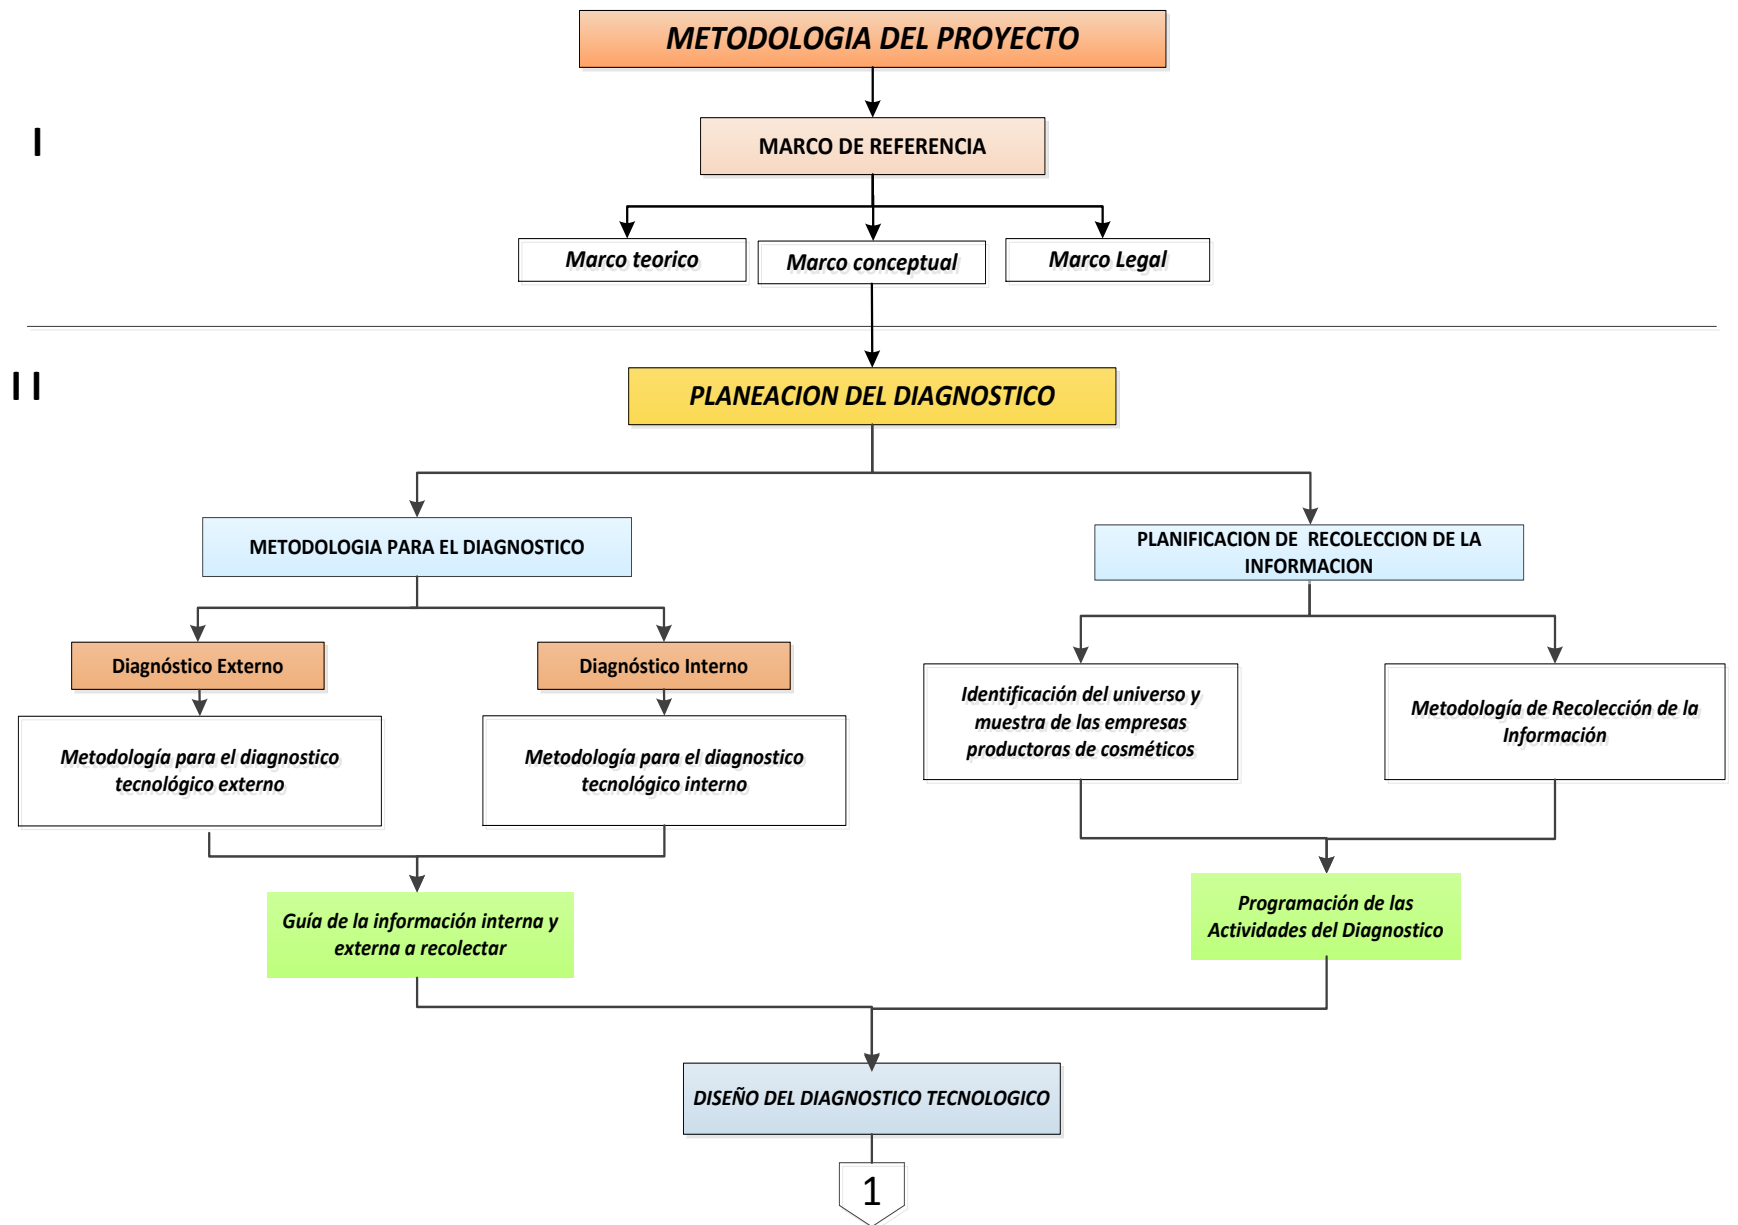 METODOLOGIA DEL PROYECTO
I
MARCO DE REFERENCIA
Marco teorico
Marco conceptual
Marco Legal
I I
PLANEACION DEL DIAGNOSTICO
METODOLOGIA PARA EL DIAGNOSTICO
PLANIFICACION DE RECOLECCION DE LA
INFORMACION
Diagnóstico Externo
Diagnóstico Interno
Metodología para el diagnostico
tecnológico externo
Metodología para el diagnostico
tecnológico interno
Identificación del universo y
muestra de las empresas
productoras de cosméticos
Metodología de Recolección de la
Información
Guía de la información interna y
externa a recolectar
Programación de las
Actividades del Diagnostico
DISEÑO DEL DIAGNOSTICO TECNOLOGICO
1